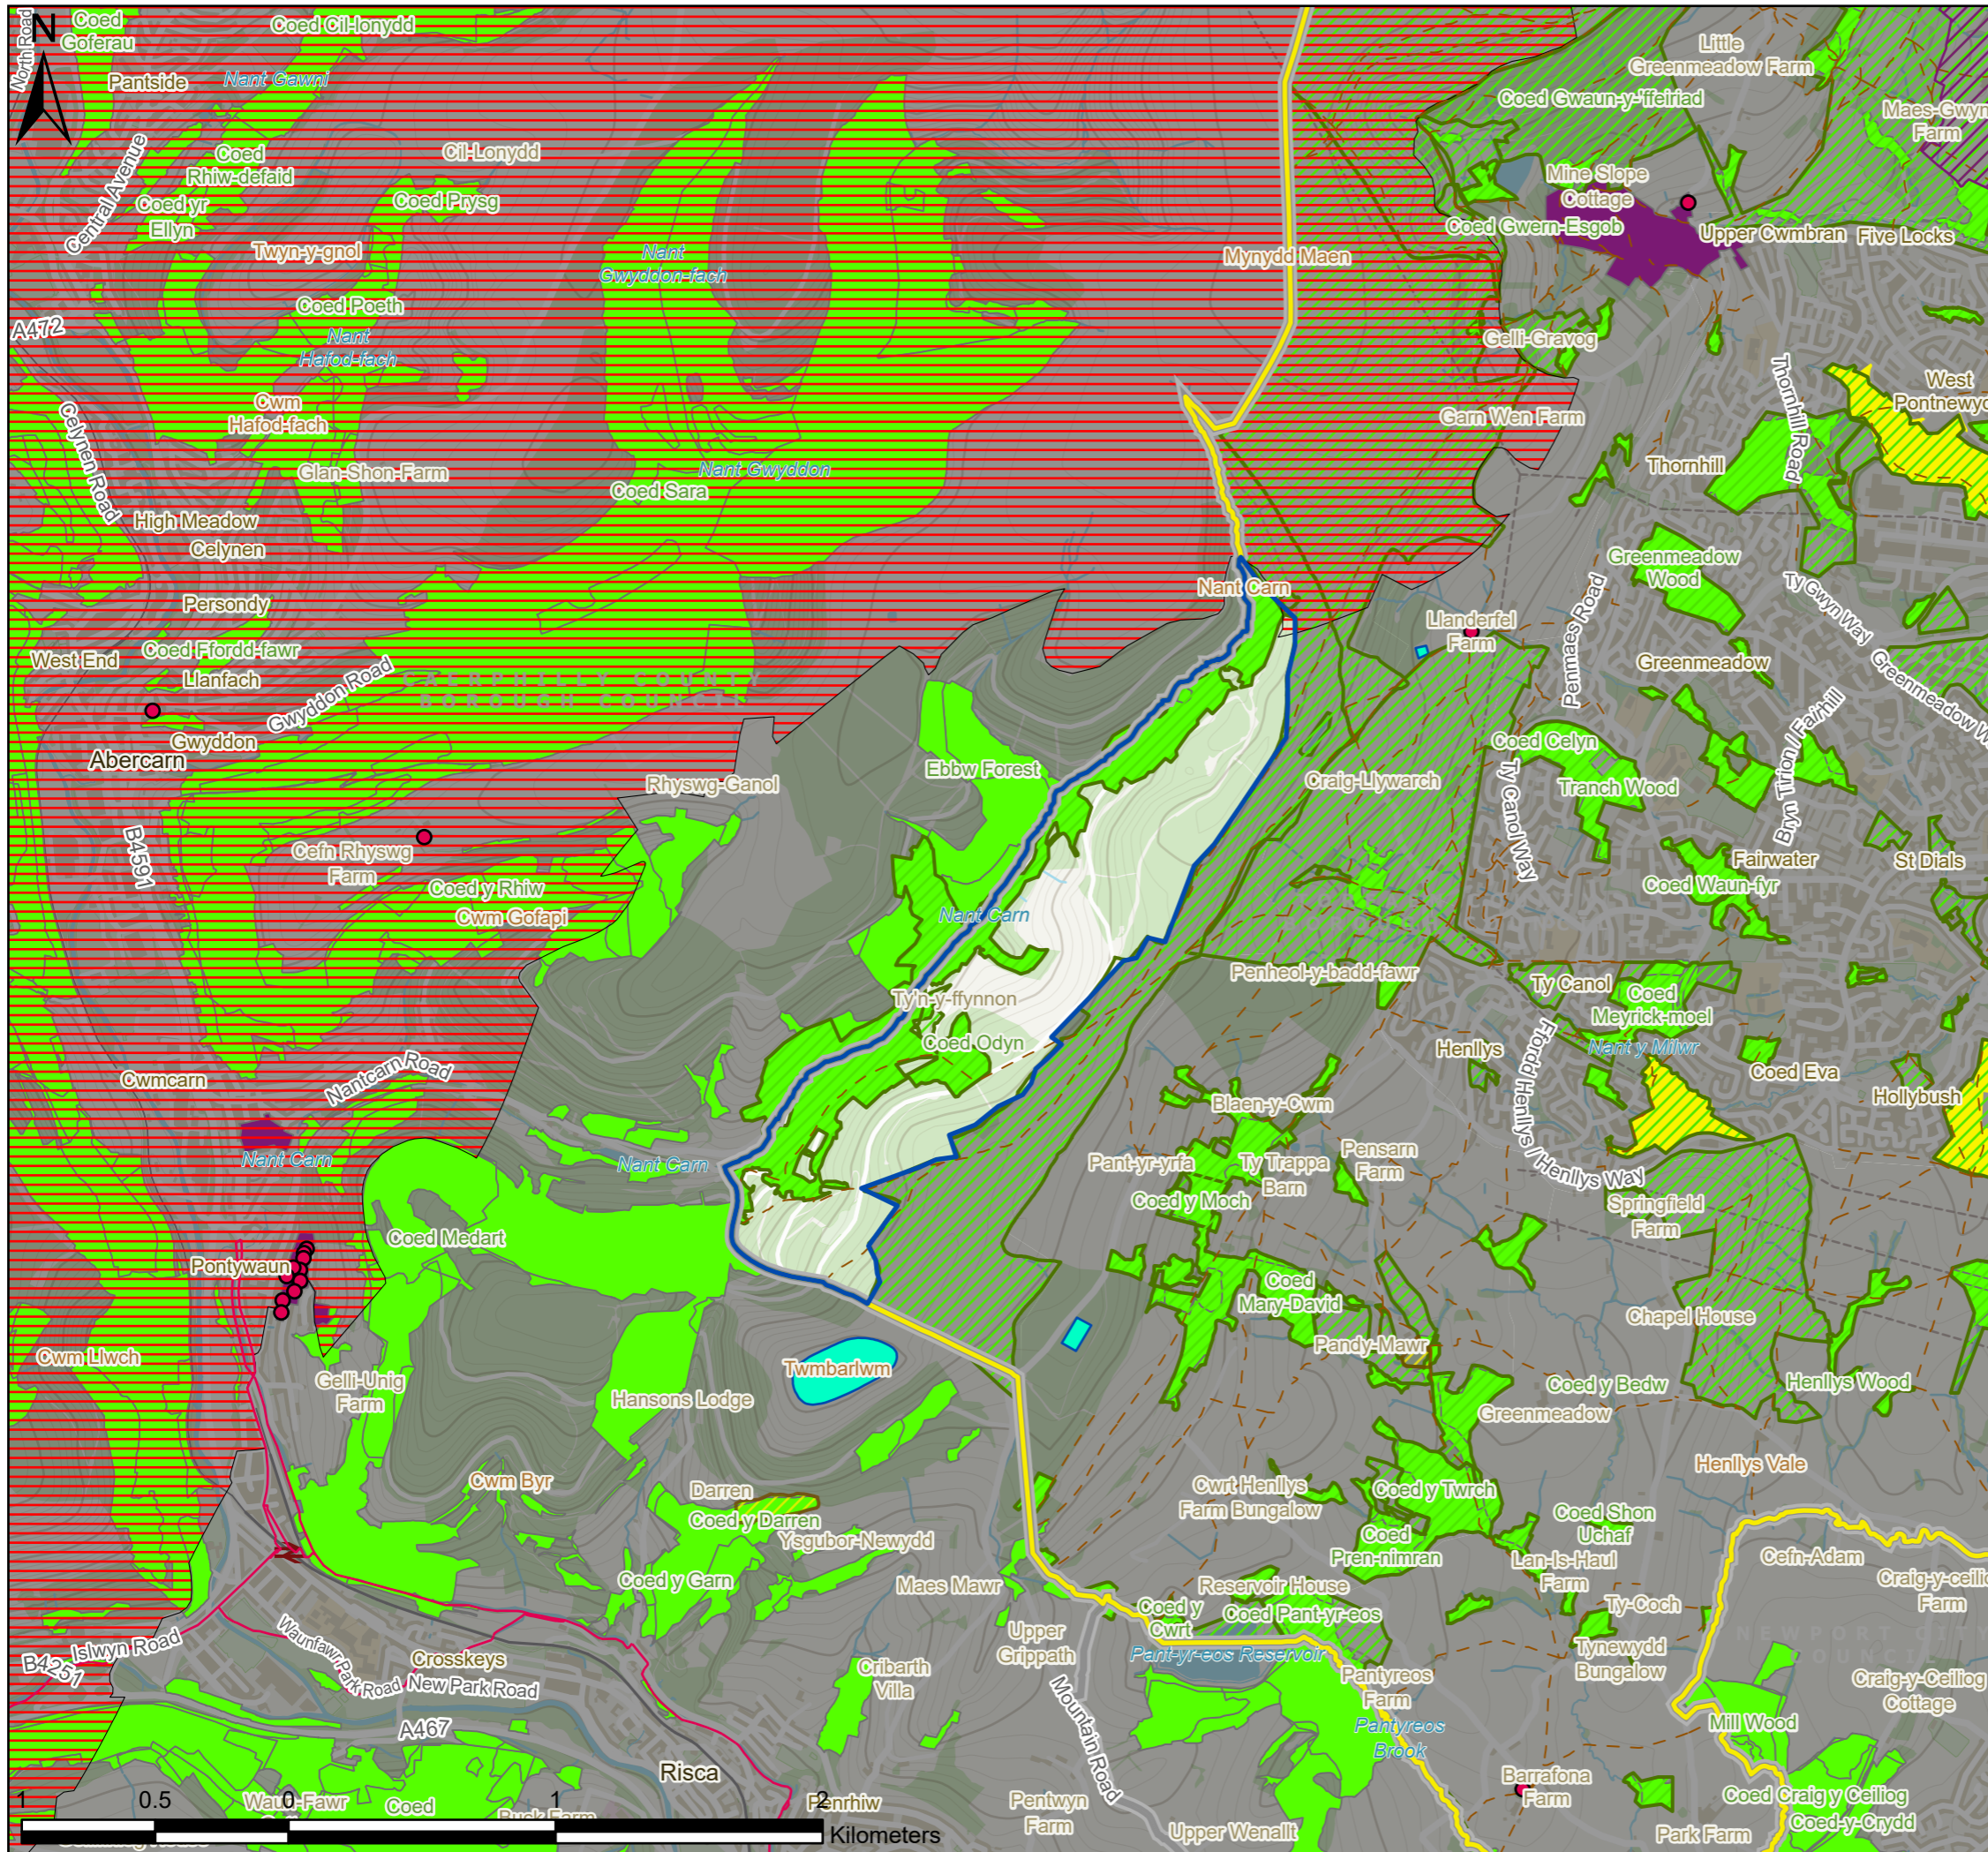 N
North Road
Coed
Goferau
Coed Cil-lonydd
Pantside
Nant Gawni
Little
Greenmeadow Farm
Coed Gwaun-y-'ffeiriad
Maes-Gwyn
Farm
Central Avenue
Coed
Rhiw-defaid
Cil-Lonydd
Coed Prysg
Coed yr
Ellyn
Twyn-y-gnol
Nant
Gwyddon-fach
Mine Slope
Cottage
Coed Gwern-Esgob
Upper Cwmbran
Five Locks
Mynydd Maen
Coed Poeth
A472
Nant
Hafod-fach
Gelli-Gravog
Cwm
Hafod-fach
Garn Wen Farm
Thornhill Road
West
Celynen Road
Glan-Shon-Farm
Nant Gwyddon
Coed Sara
Thornhill
High Meadow
Celynen
Greenmeadow
Wood
Nant Carn
Persondy
Penmaes Road
Ty Gwyn Way
Llanderfel
Farm
Coed Ffordd-fawr
West End
Llanfach
Gwyddon Road
CAERPHILLY COUNTY
BOROUGH COUNCIL
Greenmeadow
Gwyddon
Abercarn
Coed Celyn
Ebbw Forest
Rhyswg-Ganol
Craig-Llywarch
Tranch Wood
Ty Canol Way
B4591
Cefn Rhyswg
Farm
Coed y Rhiw
Cwm Gofapi
Fairwater
St Dials
Coed Waun-fyr
Nant Carn
Penheol-y-badd-fawr
Ty'n-y-ffynnon
Coed Odyn
Ty Canol
Coed
Meyrick-moel
Nant y Milwr
Henllys
Coed Eva
Hollybush
Cwmcarn
Nantcarn Road
Ffordd Henllys / Henllys Way
Blaen-y-Cwm
Nant Carn
Nant Carn
Pant-yr-yrfa
Ty Trappa
Barn
Pensarn
Farm
Coed y Moch
Springfield
Farm
Coed Medart
Pontywaun
Coed
Mary-David
Chapel House
Pandy-Mawr
Cwm Llwch
Twmbarlwm
Gelli-Unig
Farm
Hansons Lodge
Coed y Bedw
Henllys Wood
Greenmeadow
Henllys Vale
Cwm Byr
Darren
Coed y Darren
Ysgubor-Newydd
Cwrt Henllys
Farm Bungalow
Coed y Twrch
Coed Shon
Uchaf
Coed
Pren-nimran
Cefn-Adam
Lan-Is-Haul
Farm
Coed y Garn
Maes Mawr
Reservoir House
Coed Pant-yr-eos
Coed y
Cwrt
Ty-Coch
Farm
Islwyn Road
B4251
Waunfawr Park Road
Crosskeys
New Park Road
Upper
Grippath
Pant-yr-eos Reservoir
Tynewydd
Bungalow
NEWPORT CITY
COUNCIL
Cribarth
Villa
Pantyreos
Farm
Craig-y-Ceiliog
Cottage
Mountain Road
A467
Pantyreos
Brook
Mill Wood
Risca
Barrafona
Farm
Waun-Fawr
Coed
Buck Farm
Penrhiw
Pentwyn
Farm
Upper Wenallt
Coed Craig y Ceiliog
Coed-y-Crydd
Park Farm
1 0.5 0 1 2
Kilometers